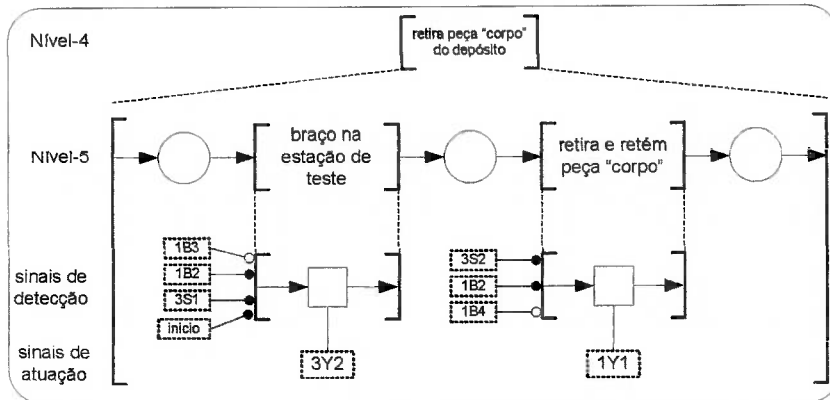 Nível-4
retira peça "corpo"
do depósito
Nível-5
braço na
estação de
teste
retira e retém
peça "corpo"
sinais de
detecção
1B3
1B2
3S1
início
3S2
1B2
1B4
sinais de
atuação
3Y2
1Y1